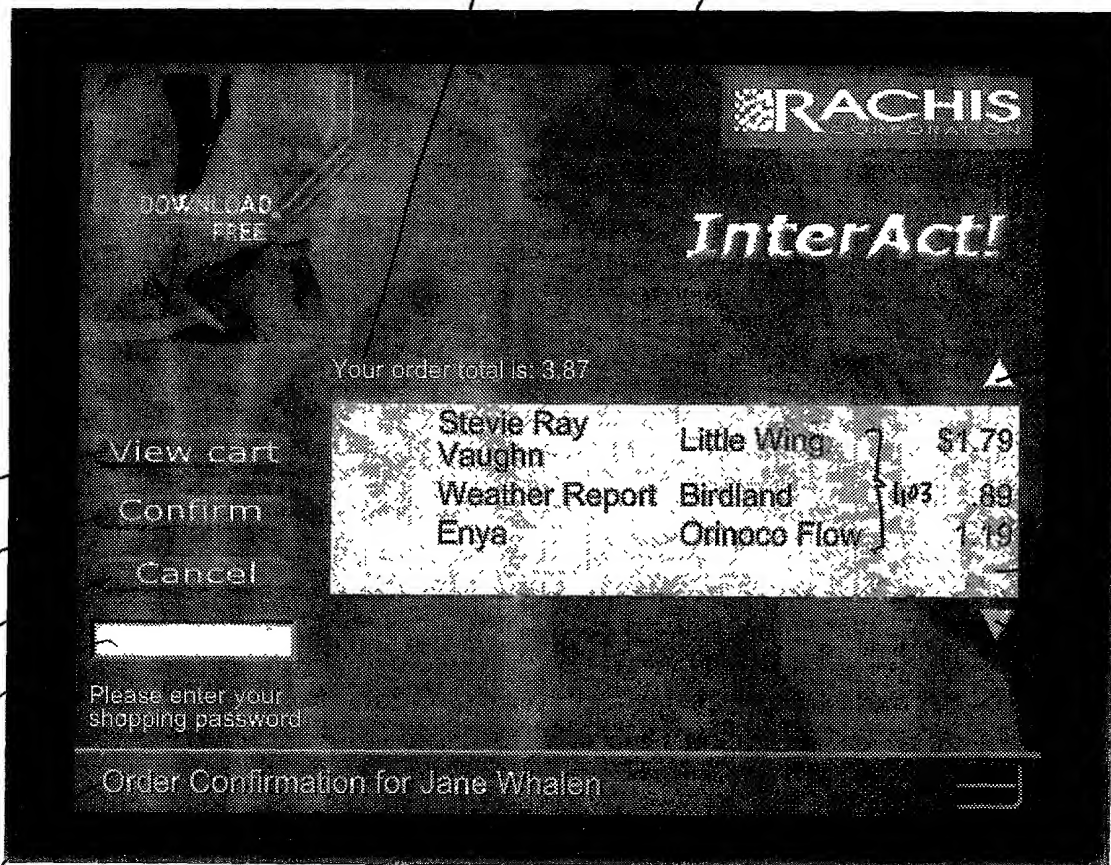 RACHIS
CORPORATION
DOWNLOAD
FREE
InterAct!
Your order total is: 3.87
Stevie Ray Vaughn Little Wing $1.79
Weather Report Birdland 1103 .89
Enya Orinoco Flow 1.19
View cart
Confirm
Cancel
Please enter your
shopping password
Order Confirmation for Jane Whalen